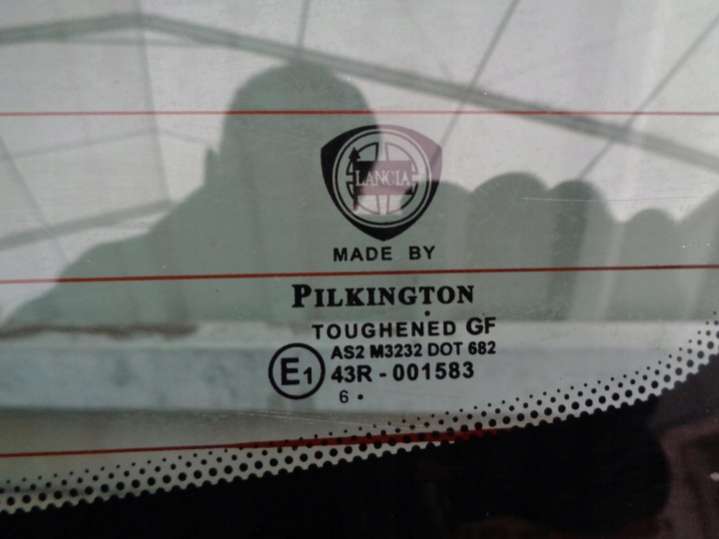 LANCIA
MADE BY
PILKINGTON
TOUGHENED GF
AS2 M3232 DOT 682
E1 43R - 001583
6 •